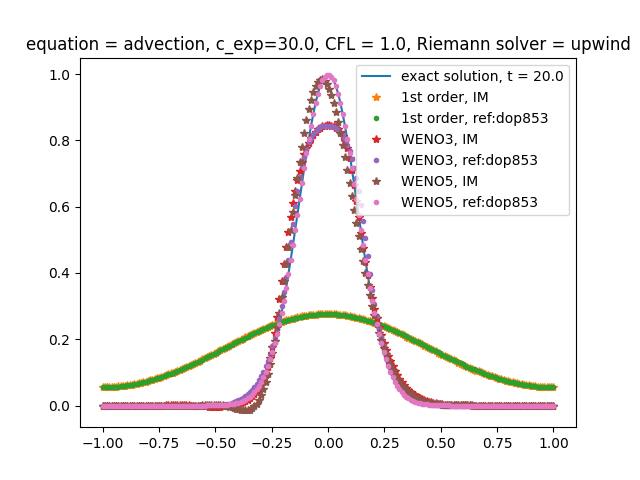 equation = advection, c_exp=30.0, CFL = 1.0, Riemann solver = upwind
exact solution, t = 20.0
1st order, IM
1st order, ref:dop853
WENO3, IM
WENO3, ref:dop853
WENO5, IM
WENO5, ref:dop853
1.0
0.8
0.6
0.4
0.2
0.0
−1.00 −0.75 −0.50 −0.25 0.00 0.25 0.50 0.75 1.00